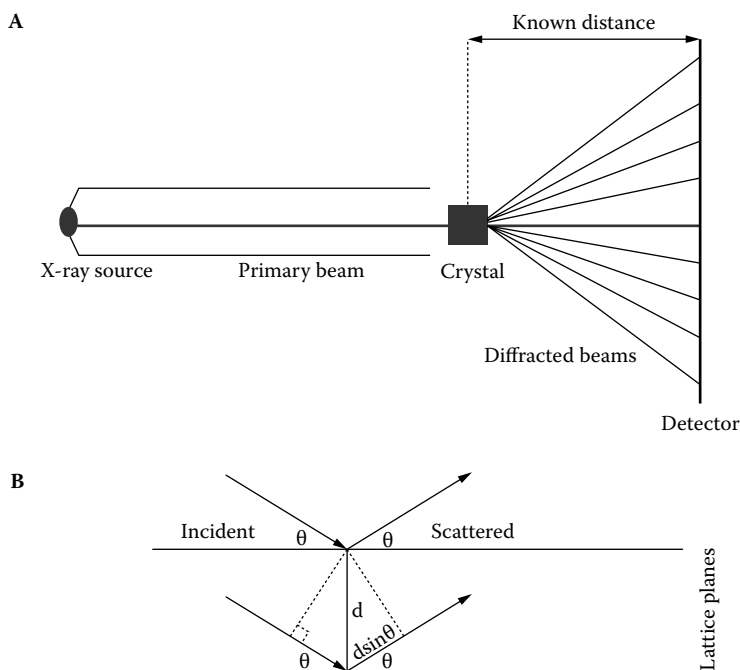 A
Known distance
X-ray source
Primary beam
Crystal
Diffracted beams
Detector
B
Incident
Scattered
θ
θ
d
dsinθ
θ
θ
Lattice planes